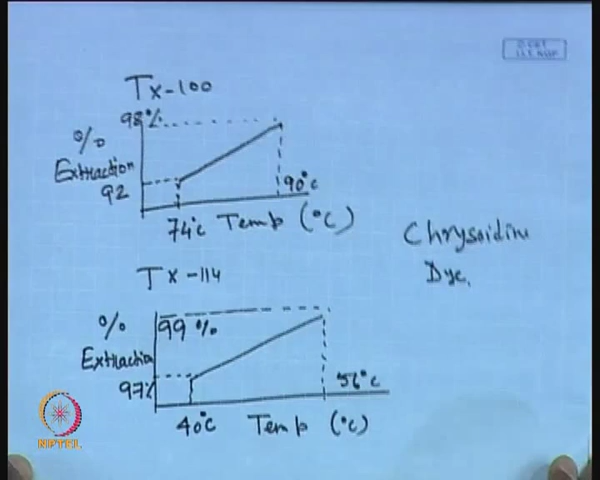 Tx-100
98%
%
Extraction
92
90°C
74°C Temp (°C)
Chrysoidine
Dye.
Tx-114
%
99%
Extraction
97%
56°C
40°C Temp (°C)
NPTEL